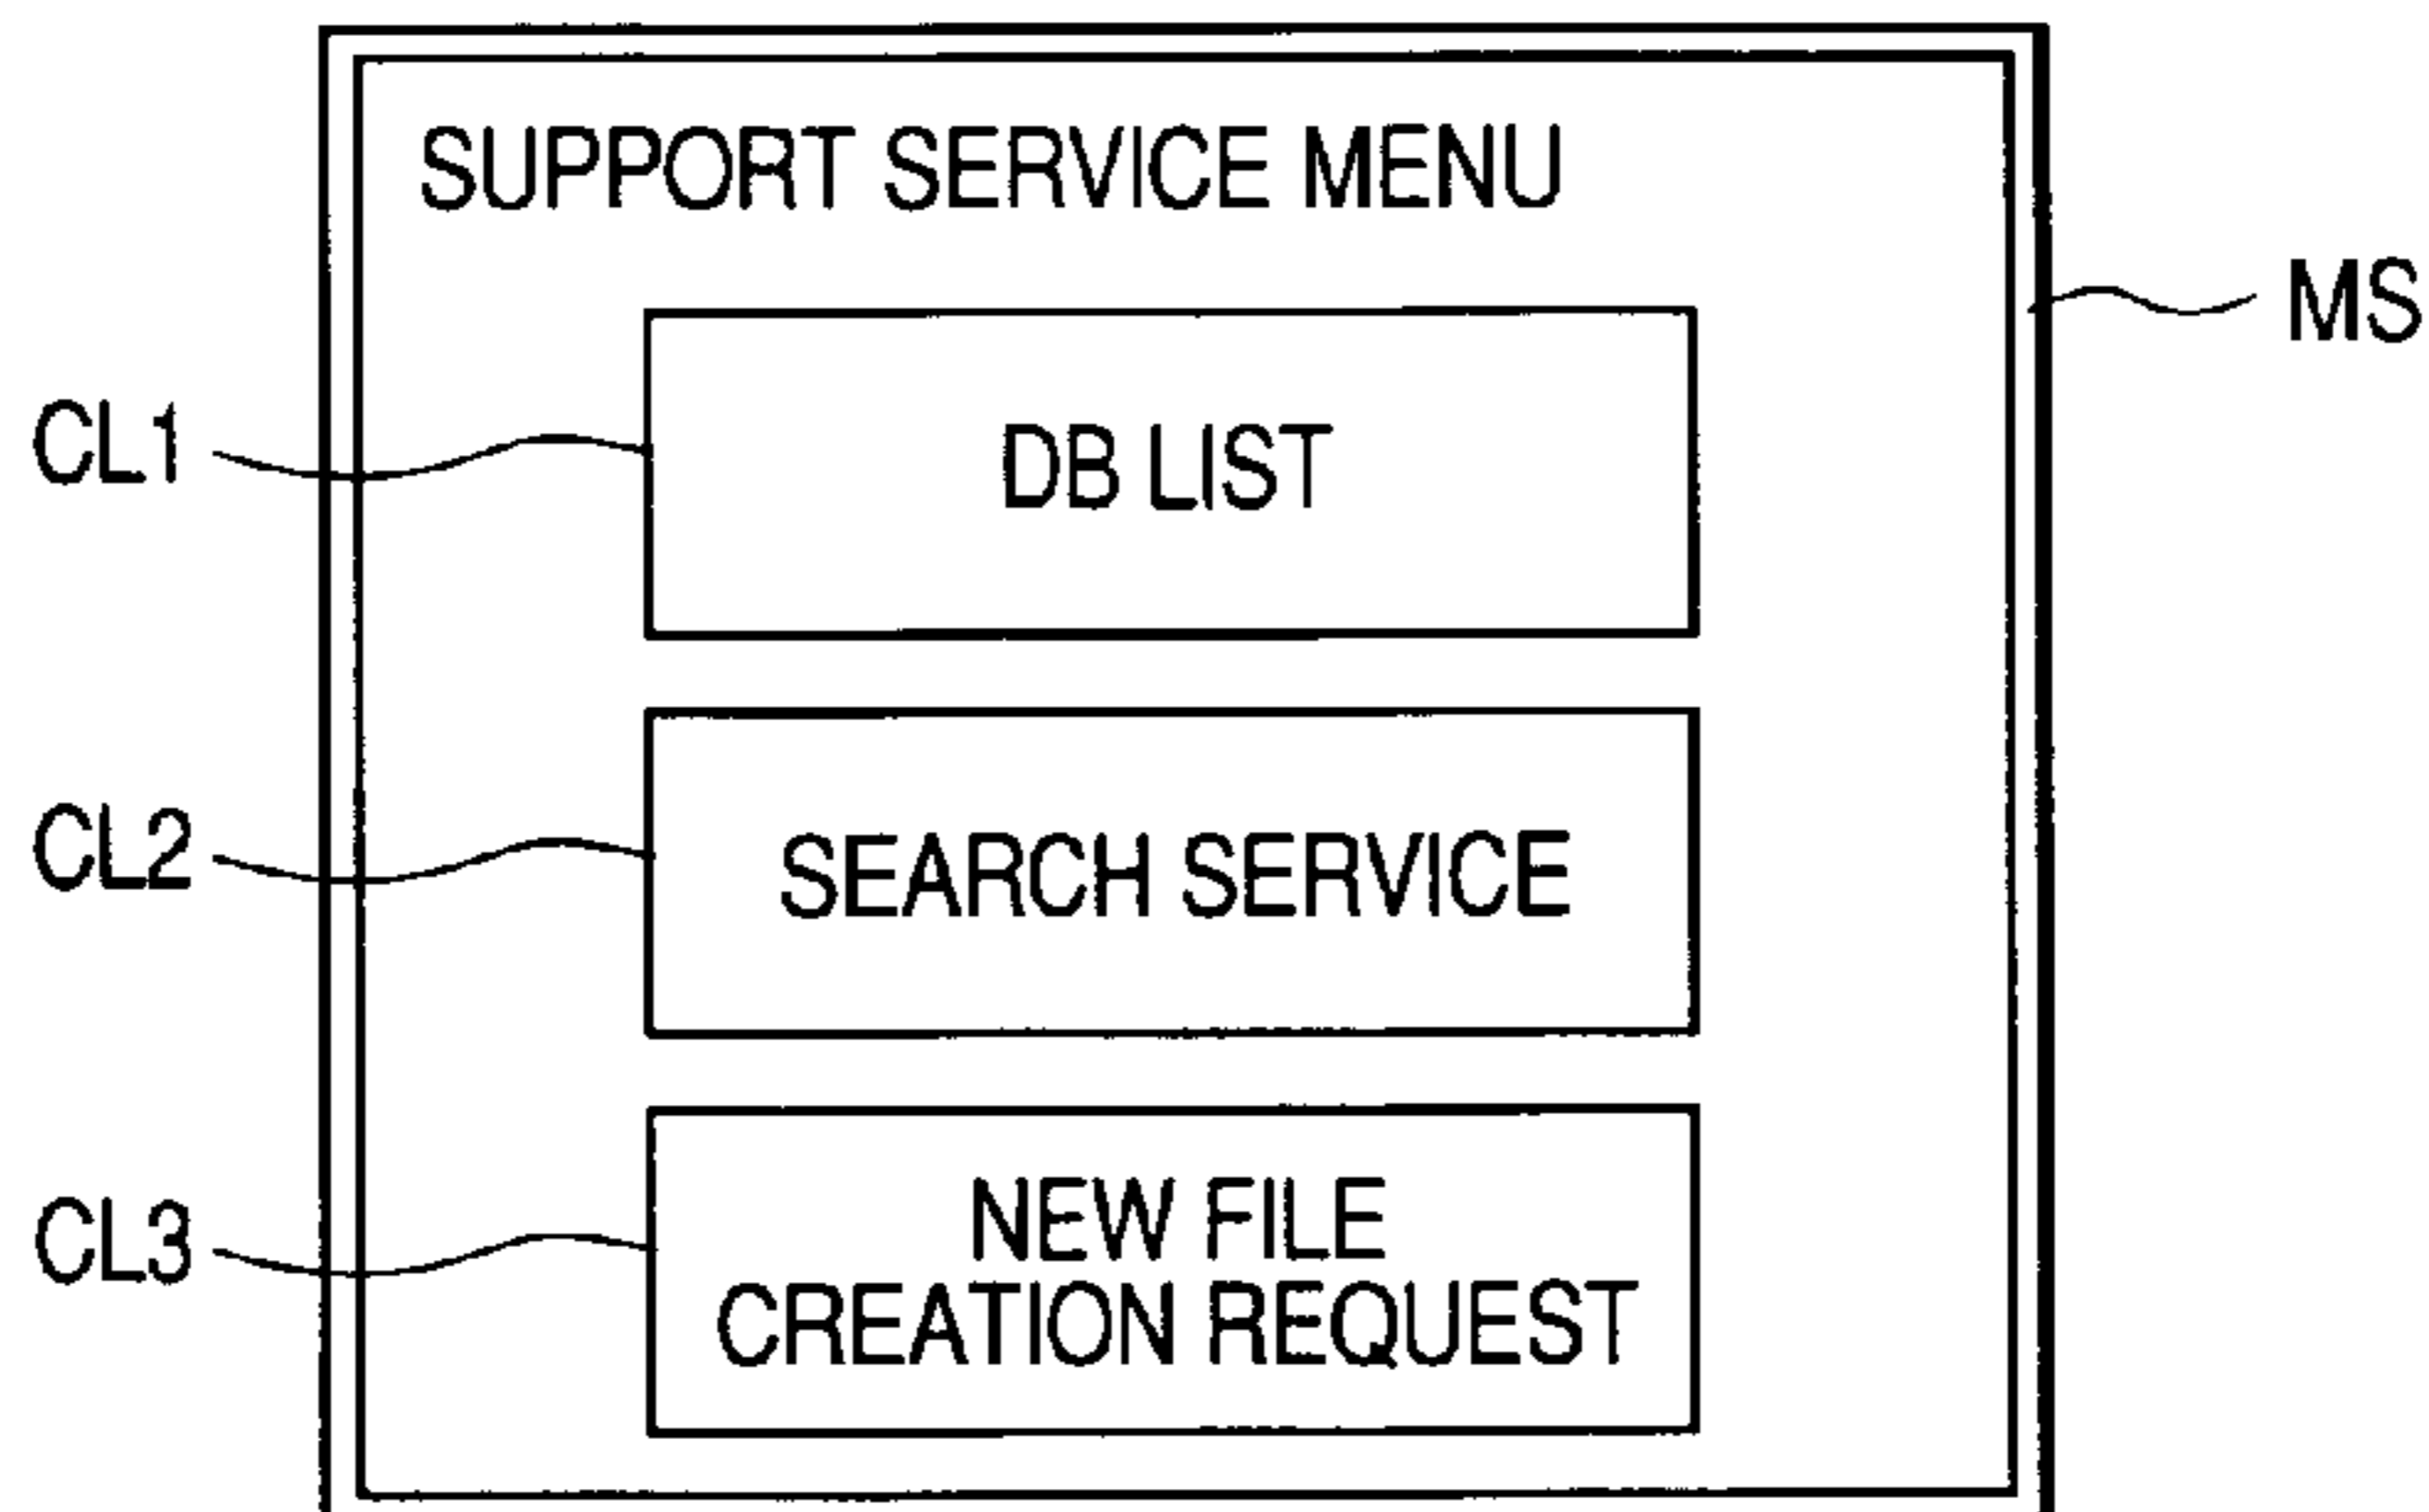 SUPPORT SERVICE MENU
MS
CL1
DB LIST
CL2
SEARCH SERVICE
CL3
NEW FILE
CREATION REQUEST